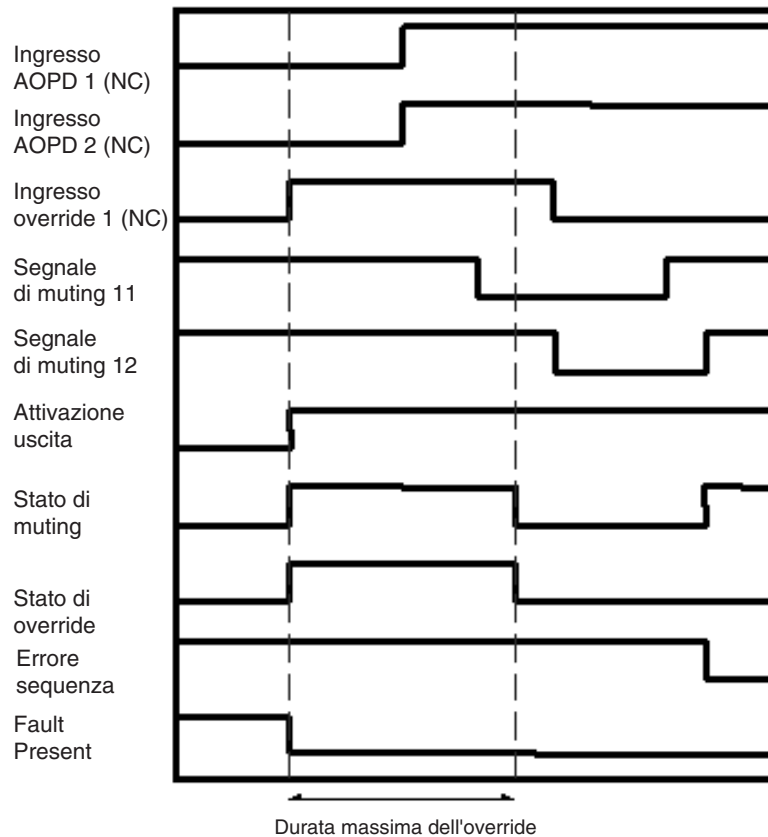 Ingresso
AOPD 1 (NC)
Ingresso
AOPD 2 (NC)
Ingresso
override 1 (NC)
Segnale
di muting 11
Segnale
di muting 12
Attivazione
uscita
Stato di
muting
Stato di
override
Errore
sequenza
Fault
Present
Durata massima dell'override